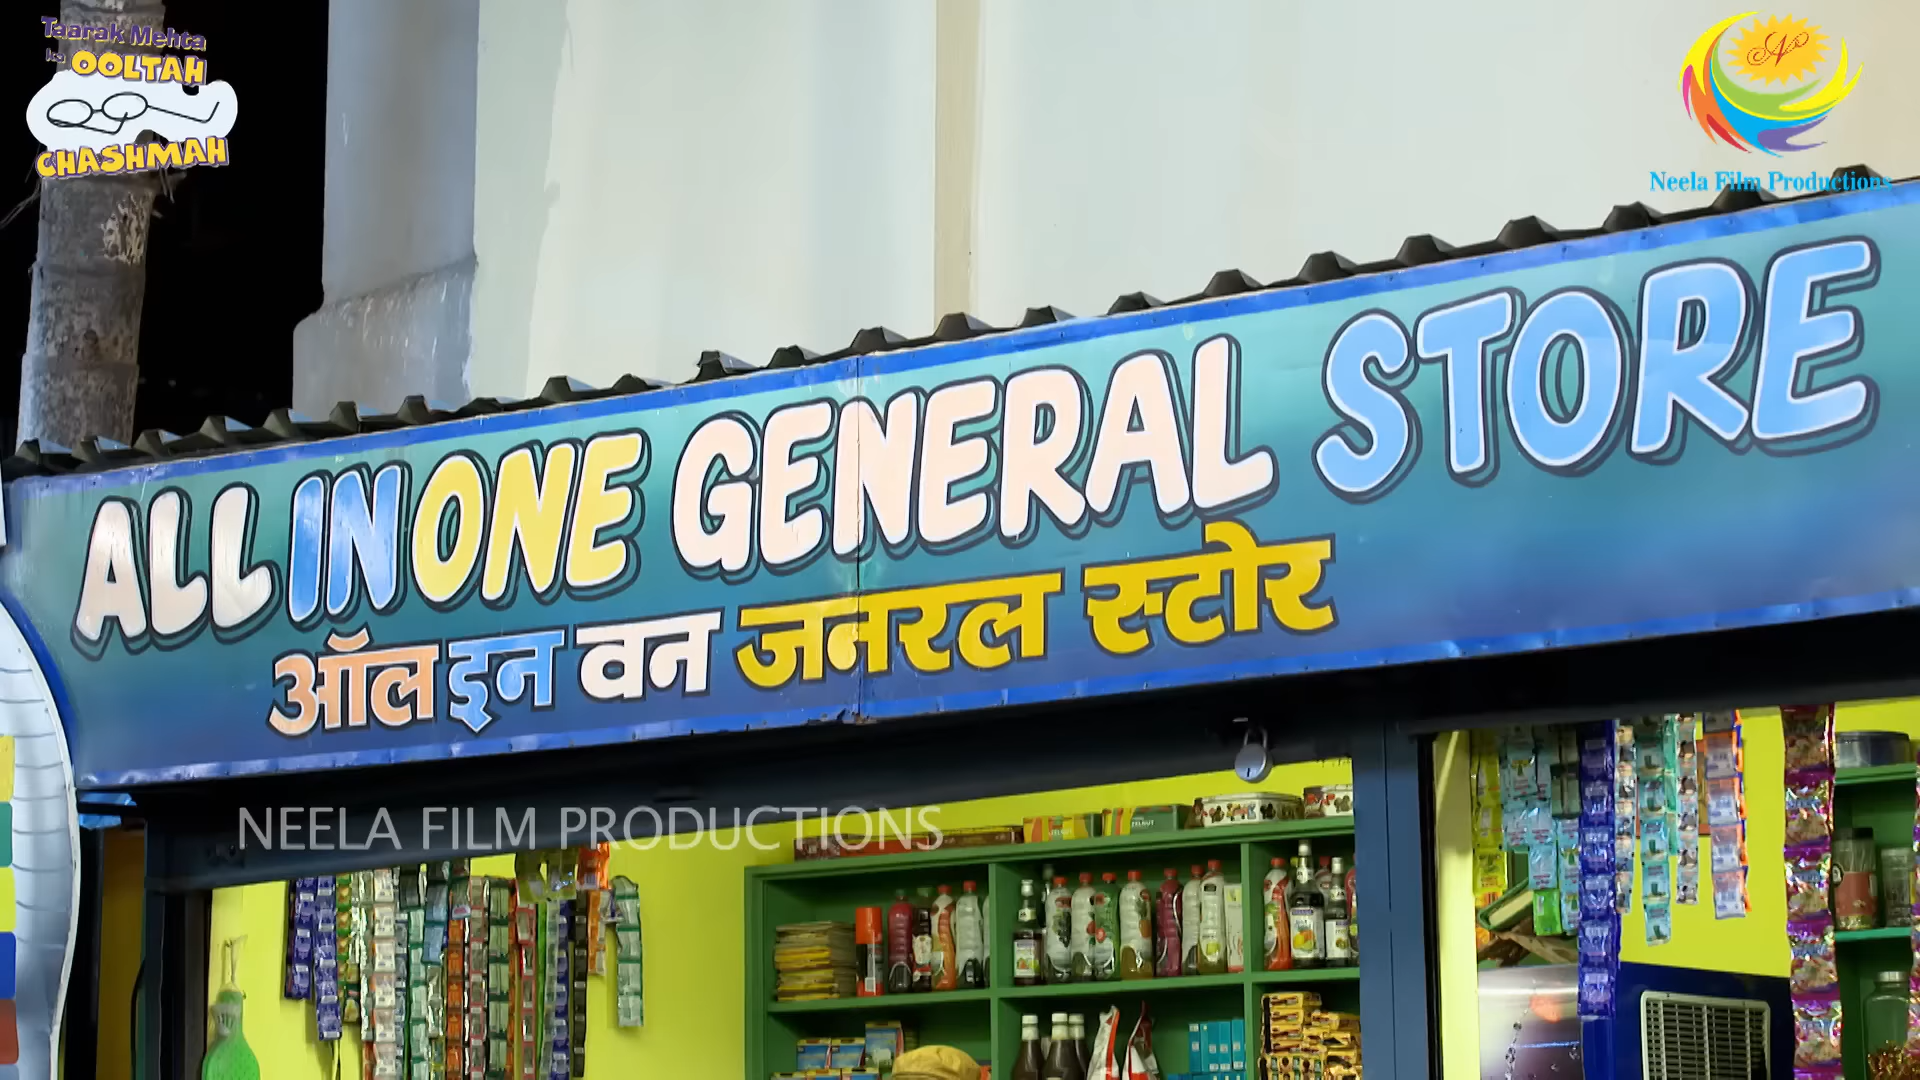 Taarak Mehta
ka OOLTAH
CHASHMAH
Neela Film Productions
ALL IN ONE GENERAL STORE
ऑल इन वन जनरल स्टोर
NEELA FILM PRODUCTIONS